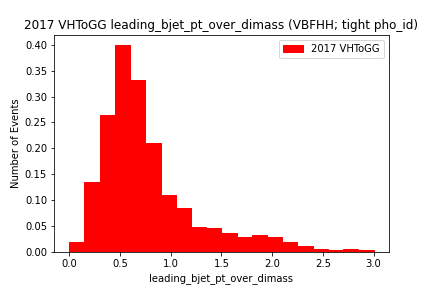 2017 VHToGG leading_bjet_pt_over_dimass (VBFHH; tight pho_id)
2017 VHToGG
Number of Events
0.40
0.35
0.30
0.25
0.20
0.15
0.10
0.05
0.00
0.0 0.5 1.0 1.5 2.0 2.5 3.0
leading_bjet_pt_over_dimass